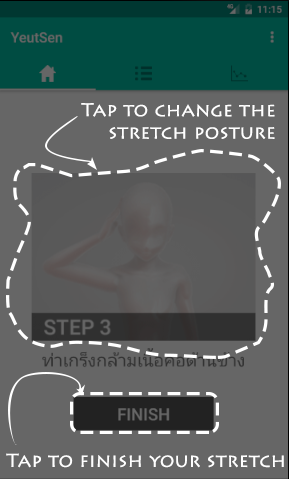 11:15
YeutSen
TAP TO CHANGE THE
STRETCH POSTURE
STEP 3
ท่าเกร็งกล้ามเนื้อคอด้านข้าง
FINISH
TAP TO FINISH YOUR STRETCH